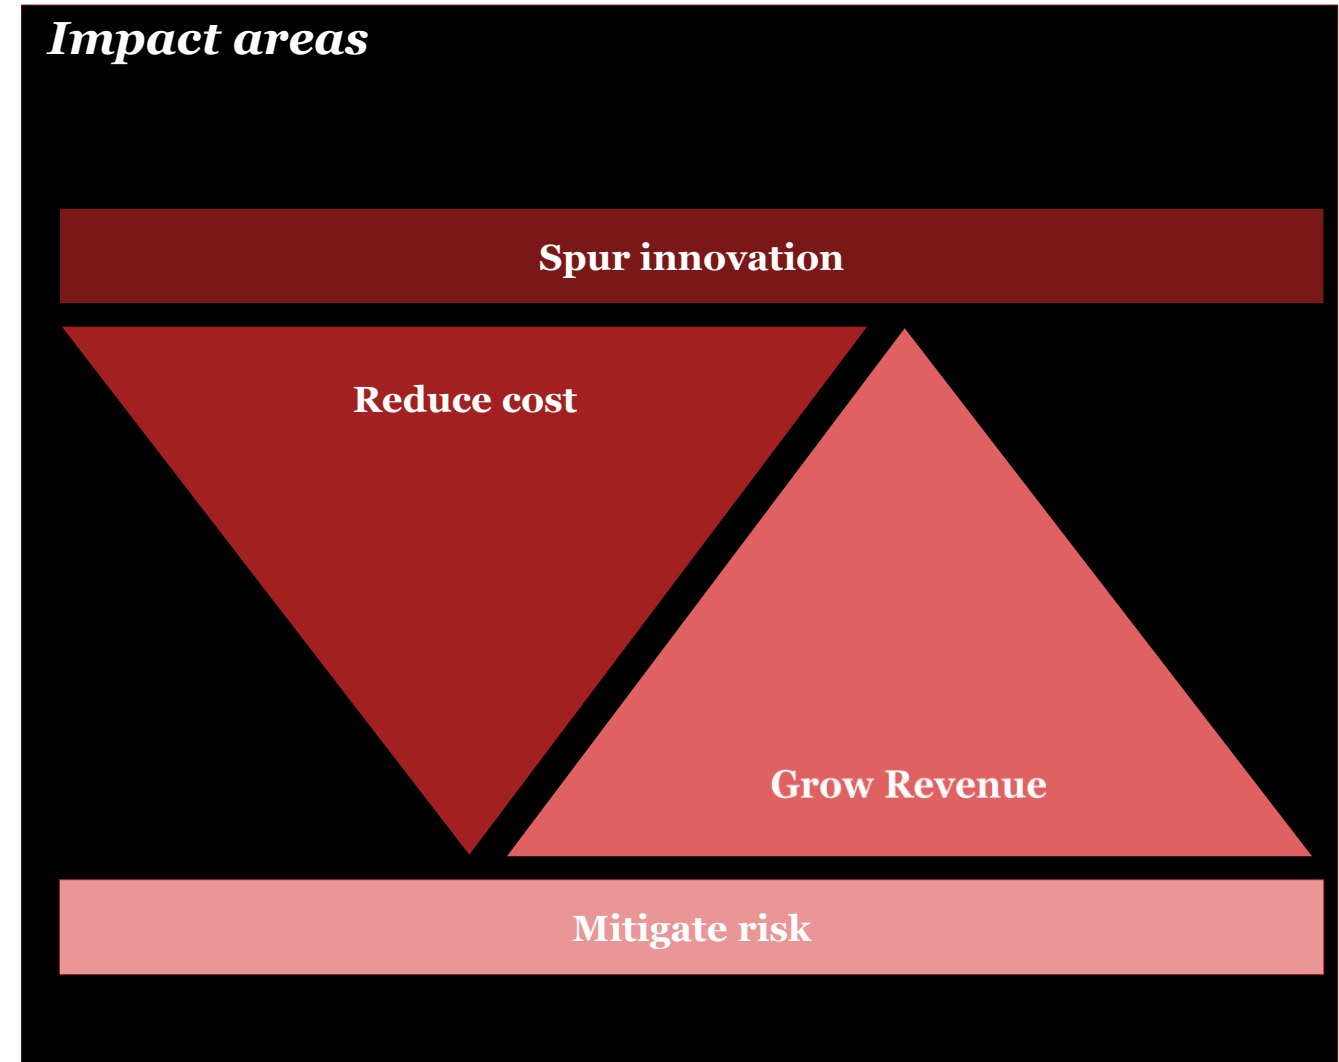 Impact areas
Spur innovation
Reduce cost
Grow Revenue
Mitigate risk